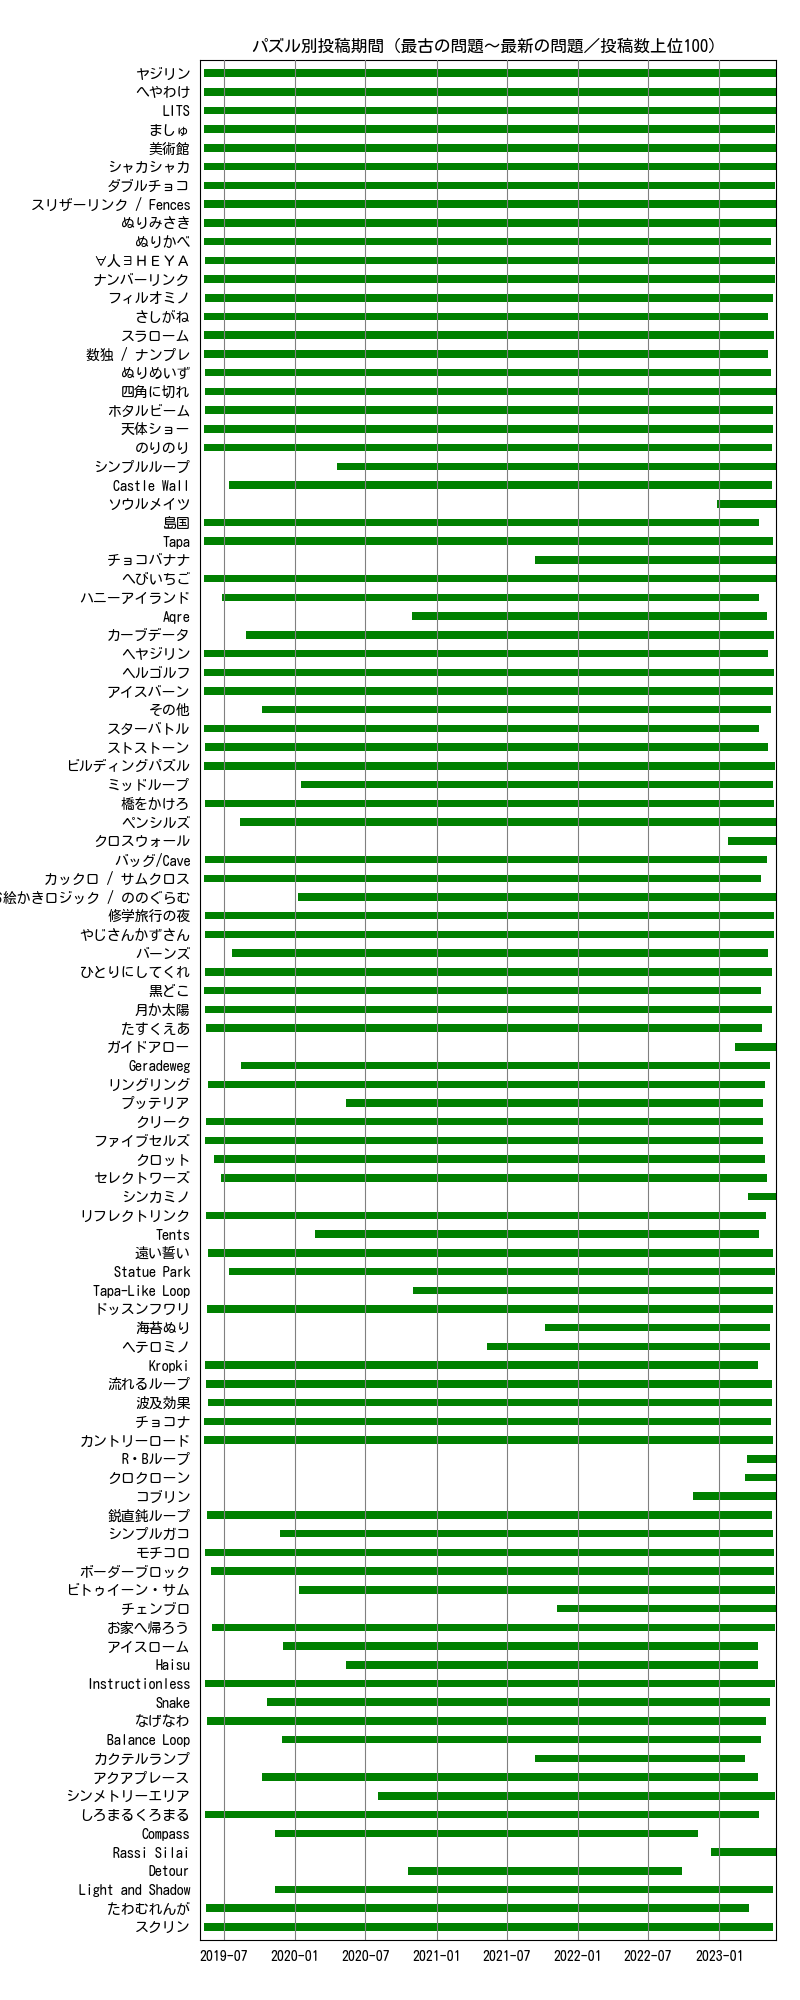 パズル別投稿期間（最古の問題～最新の問題／投稿数上位100）
ヤジリン
へやわけ
LITS
ましゅ
美術館
シャカシャカ
ダブルチョコ
スリザーリンク / Fences
ぬりみさき
ぬりかべ
∀人∃ＨＥＹＡ
ナンバーリンク
フィルオミノ
さしがね
スラローム
数独 / ナンプレ
ぬりめいず
四角に切れ
ホタルビーム
天体ショー
のりのり
シンプルループ
Castle Wall
ソウルメイツ
島国
Tapa
チョコバナナ
へびいちご
ハニーアイランド
Aqre
カーブデータ
ヘヤジリン
ヘルゴルフ
アイスバーン
その他
スターバトル
ストストーン
ビルディングパズル
ミッドループ
橋をかけろ
ペンシルズ
クロスウォール
バッグ/Cave
カックロ / サムクロス
絵かきロジック / ののぐらむ
修学旅行の夜
やじさんかずさん
バーンズ
ひとりにしてくれ
黒どこ
月か太陽
たすくえあ
ガイドアロー
Geradeweg
リングリング
プッテリア
クリーク
ファイブセルズ
クロット
セレクトワーズ
シンカミノ
リフレクトリンク
Tents
遠い誓い
Statue Park
Tapa-Like Loop
ドッスンフワリ
海苔ぬり
ヘテロミノ
Kropki
流れるループ
波及効果
チョコナ
カントリーロード
R・Bループ
クロクローン
コブリン
鋭直鈍ループ
シンプルガコ
モチコロ
ボーダーブロック
ビトゥイーン・サム
チェンブロ
お家へ帰ろう
アイスローム
Haisu
Instructionless
Snake
なげなわ
Balance Loop
カクテルランプ
アクアプレース
シンメトリーエリア
しろまるくろまる
Compass
Rassi Silai
Detour
Light and Shadow
たわむれんが
スクリン
2019-07 2020-01 2020-07 2021-01 2021-07 2022-01 2022-07 2023-01